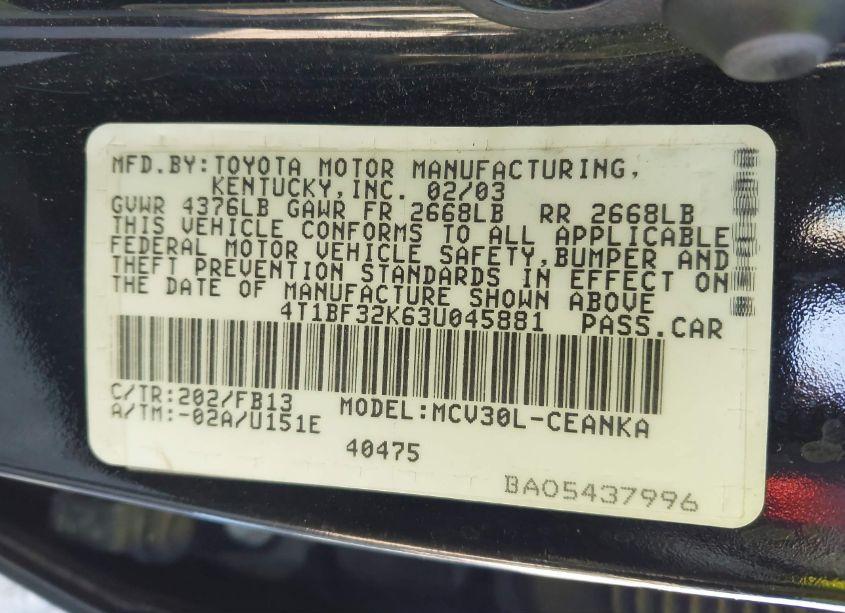 MFD.BY:TOYOTA MOTOR MANUFACTURING,
KENTUCKY,INC. 02/03
GVWR 4376LB GAWR FR 2668LB RR 2668LB
THIS VEHICLE CONFORMS TO ALL APPLICABLE
FEDERAL MOTOR VEHICLE SAFETY,BUMPER AND
THEFT PREVENTION STANDARDS IN EFFECT ON
THE DATE OF MANUFACTURE SHOWN ABOVE
4T1BF32K63U045881 PASS.CAR
C/TR:202/FB13 MODEL:MCV30L-CEANKA
A/TM:-02A/U151E
40475
BA05437996